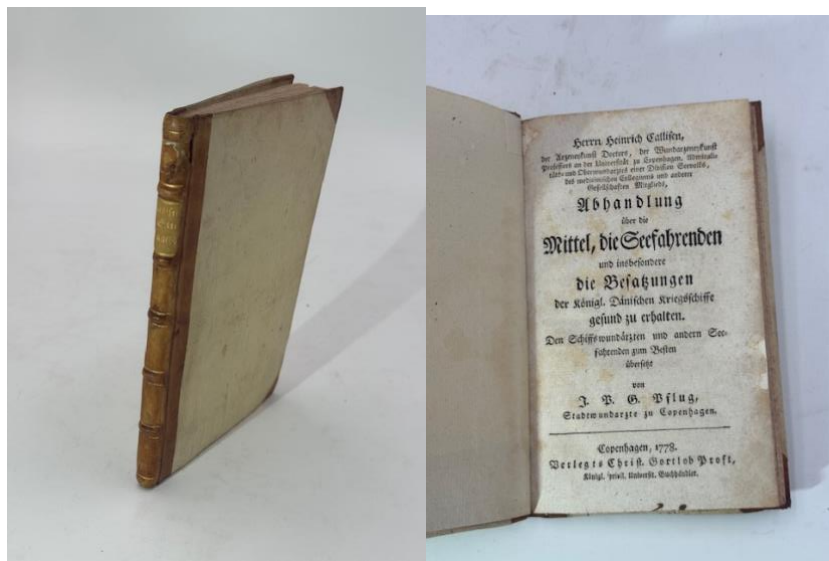 Herrn Heinrich Callisen,
der Arzneykunst Doctors, der Wundarzneykunst
Professors an der Universität zu Copenhagen, Admirali-
täts- und Oberwundarztes einer Division Seevolks,
des medicinischen Collegiums und anderer
Gesellschaften Mitglieds,
Abhandlung
über die
Mittel, die Seefahrenden
und insbesondere
die Besatzungen
der Königl. Dänischen Kriegsschiffe
gesund zu erhalten.
Den Schiffswundärzten und andern See-
fahrenden zum Besten
übersetzt
von
J. P. G. Pflug,
Stadtwundarzte zu Copenhagen.
Copenhagen, 1778.
Verlegts Christ. Gottlob Proft,
Königl. privil. Universit. Buchhändler.